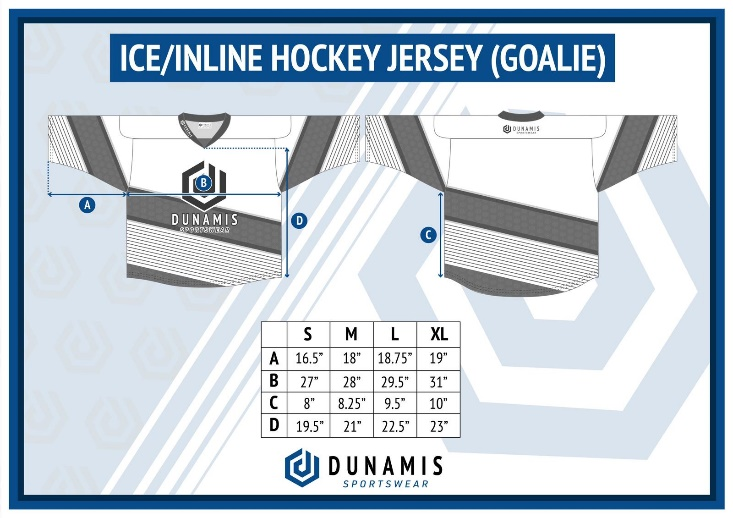 ICE/INLINE HOCKEY JERSEY (GOALIE)
DUNAMIS
SPORTSWEAR
B
A
D
DUNAMIS
SPORTSWEAR
C
S M L XL
A 16.5” 18” 18.75” 19”
B 27” 28” 29.5” 31”
C 8” 8.25” 9.5” 10”
D 19.5” 21” 22.5” 23”
DUNAMIS
SPORTSWEAR